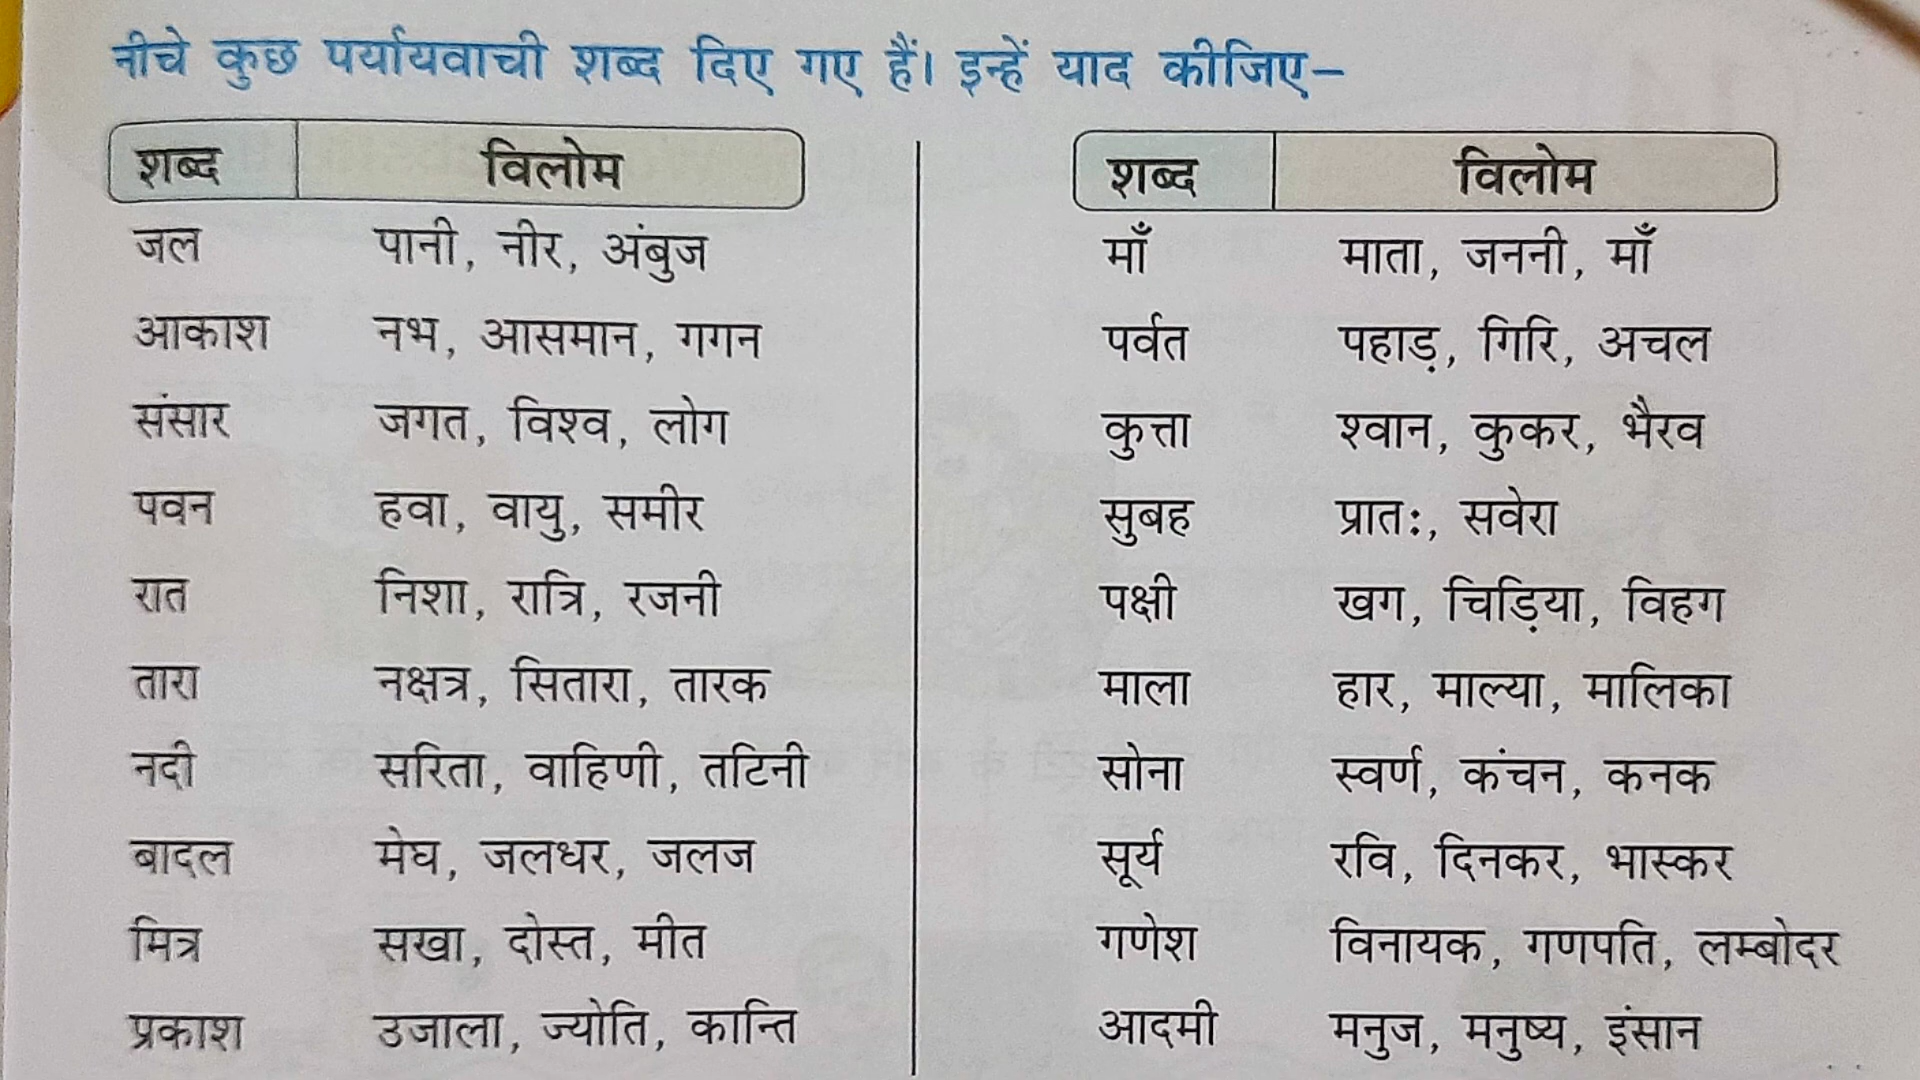 नीचे कुछ पर्यायवाची शब्द दिए गए हैं। इन्हें याद कीजिए–
शब्द विलोम
जल पानी, नीर, अंबुज
आकाश नभ, आसमान, गगन
संसार जगत, विश्व, लोग
पवन हवा, वायु, समीर
रात निशा, रात्रि, रजनी
तारा नक्षत्र, सितारा, तारक
नदी सरिता, वाहिणी, तटिनी
बादल मेघ, जलधर, जलज
मित्र सखा, दोस्त, मीत
प्रकाश उजाला, ज्योति, कान्ति
शब्द विलोम
माँ माता, जननी, माँ
पर्वत पहाड़, गिरि, अचल
कुत्ता श्वान, कुकर, भैरव
सुबह प्रातः, सवेरा
पक्षी खग, चिड़िया, विहग
माला हार, माल्या, मालिका
सोना स्वर्ण, कंचन, कनक
सूर्य रवि, दिनकर, भास्कर
गणेश विनायक, गणपति, लम्बोदर
आदमी मनुज, मनुष्य, इंसान